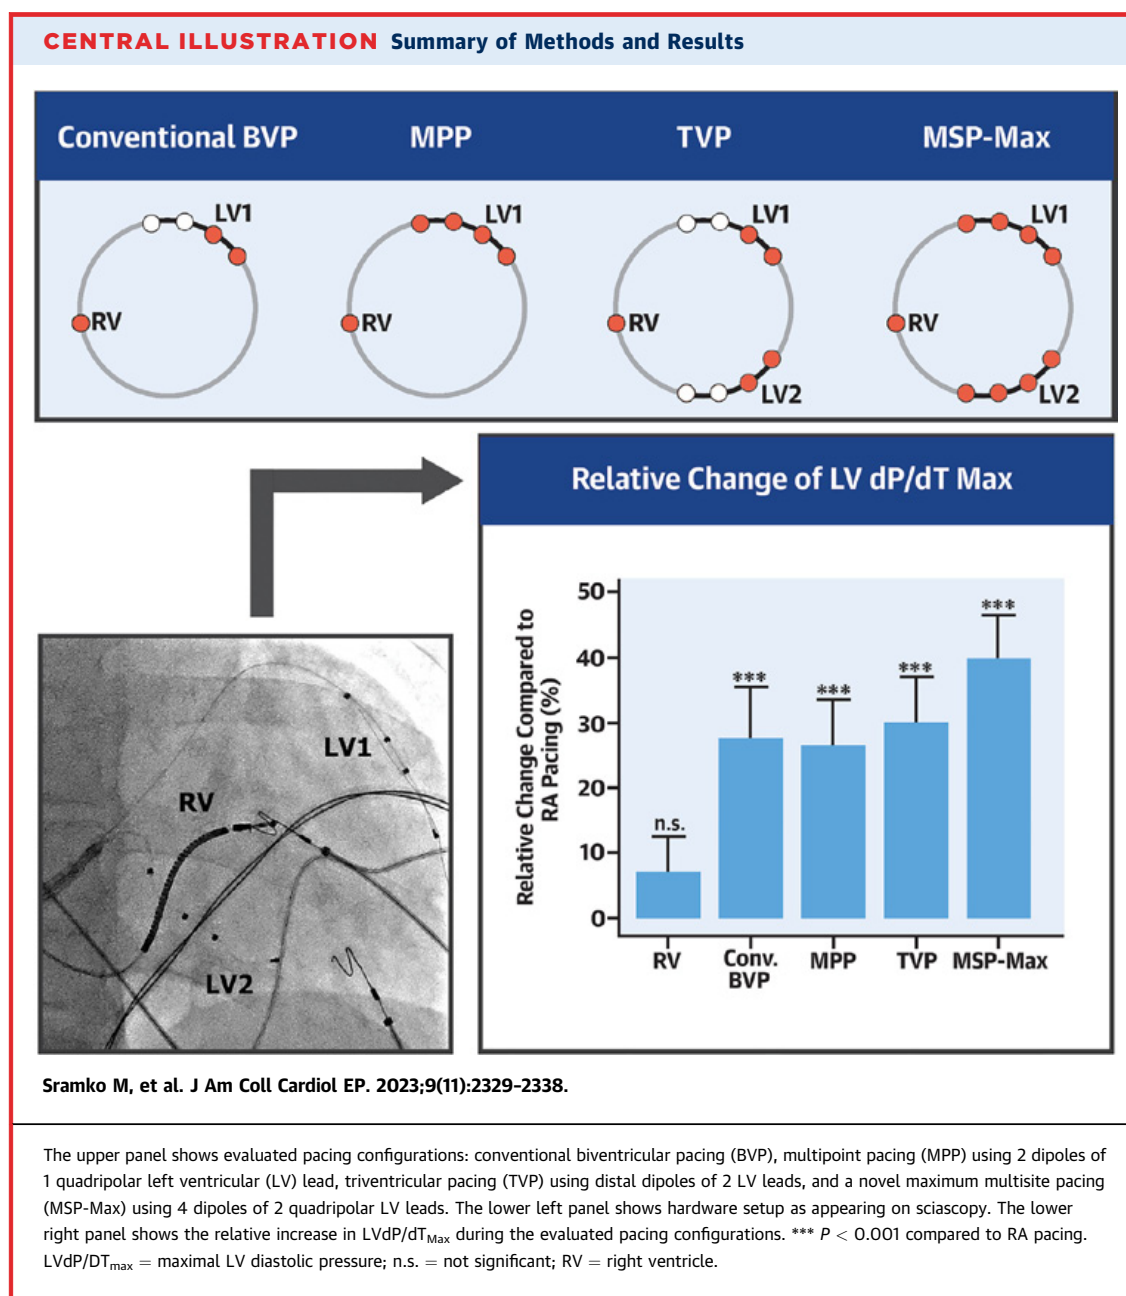 CENTRAL ILLUSTRATION Summary of Methods and Results
Conventional BVP MPP TVP MSP-Max
LV1 LV1 LV1 LV1
RV RV RV RV
LV2 LV2
Relative Change of LV dP/dT Max
Relative Change Compared to
RA Pacing (%)
50
40
30
20
10
0
n.s.
***
***
***
***
RV Conv. MPP TVP MSP-Max
BVP
LV1
RV
LV2
Sramko M, et al. J Am Coll Cardiol EP. 2023;9(11):2329–2338.
The upper panel shows evaluated pacing configurations: conventional biventricular pacing (BVP), multipoint pacing (MPP) using 2 dipoles of
1 quadripolar left ventricular (LV) lead, triventricular pacing (TVP) using distal dipoles of 2 LV leads, and a novel maximum multisite pacing
(MSP-Max) using 4 dipoles of 2 quadripolar LV leads. The lower left panel shows hardware setup as appearing on sciascopy. The lower
right panel shows the relative increase in LVdP/dTMax during the evaluated pacing configurations. *** P < 0.001 compared to RA pacing.
LVdP/DTmax = maximal LV diastolic pressure; n.s. = not significant; RV = right ventricle.